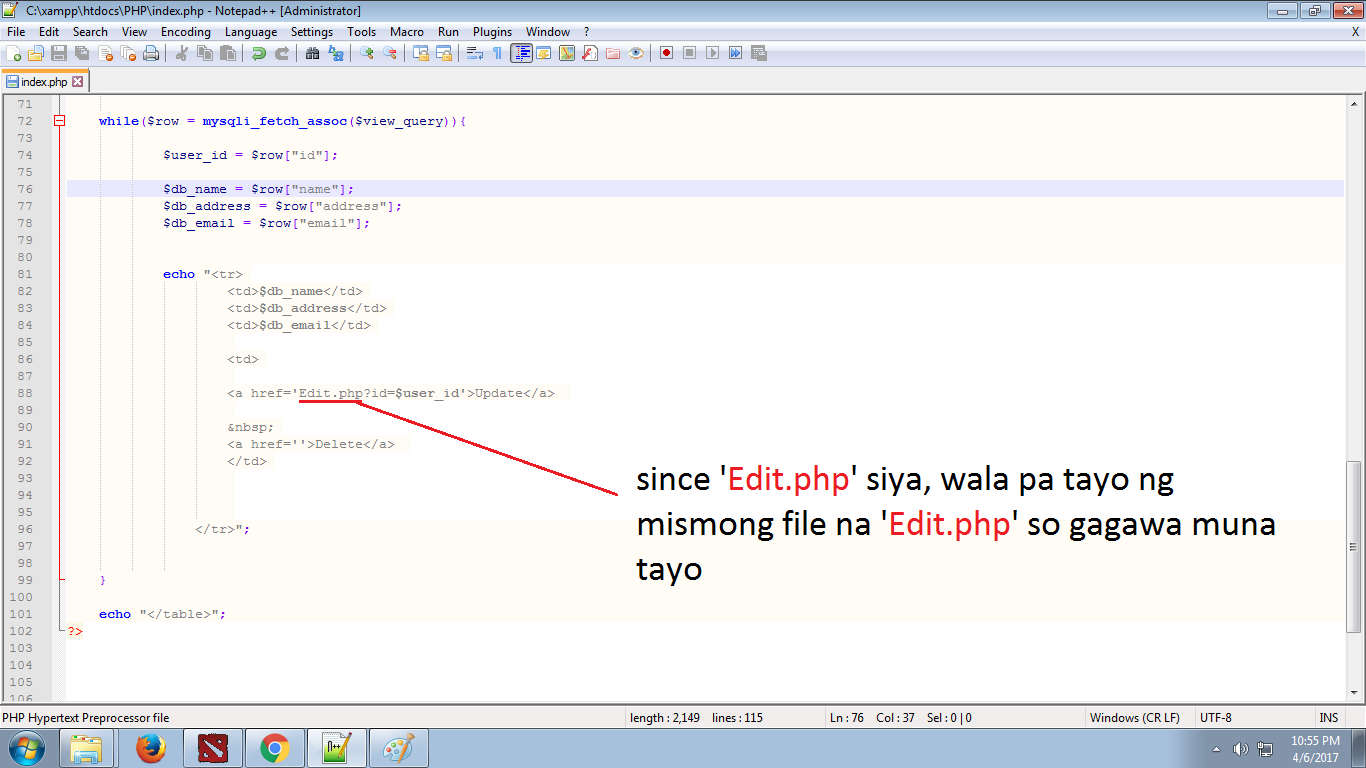 C:\xampp\htdocs\PHP\index.php - Notepad++ [Administrator]
File Edit Search View Encoding Language Settings Tools Macro Run Plugins Window ? X
index.php
71
72 while($row = mysqli_fetch_assoc($view_query)){
73
74 $user_id = $row["id"];
75
76 $db_name = $row["name"];
77 $db_address = $row["address"];
78 $db_email = $row["email"];
79
80
81 echo "<tr>
82 <td>$db_name</td>
83 <td>$db_address</td>
84 <td>$db_email</td>
85
86 <td>
87
88 <a href='Edit.php?id=$user_id'>Update</a>
89
90 &nbsp;
91 <a href=''>Delete</a>
92 </td>
93
94
95
96 </tr>";
97
98
99 }
100
101 echo "</table>";
102 ?>
103
104
105
106
since 'Edit.php' siya, wala pa tayo ng
mismong file na 'Edit.php' so gagawa muna
tayo
PHP Hypertext Preprocessor file length : 2,149 lines : 115 Ln : 76 Col : 37 Sel : 0 | 0 Windows (CR LF) UTF-8 INS
10:55 PM
4/6/2017